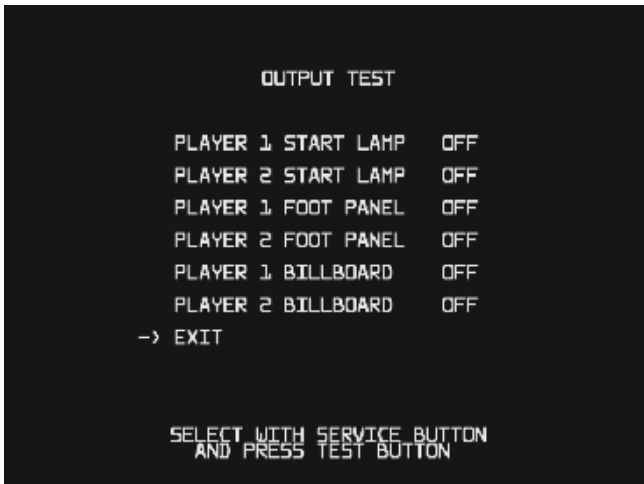 OUTPUT TEST
PLAYER 1 START LAMP OFF
PLAYER 2 START LAMP OFF
PLAYER 1 FOOT PANEL OFF
PLAYER 2 FOOT PANEL OFF
PLAYER 1 BILLBOARD OFF
PLAYER 2 BILLBOARD OFF
-> EXIT
SELECT WITH SERVICE BUTTON
AND PRESS TEST BUTTON